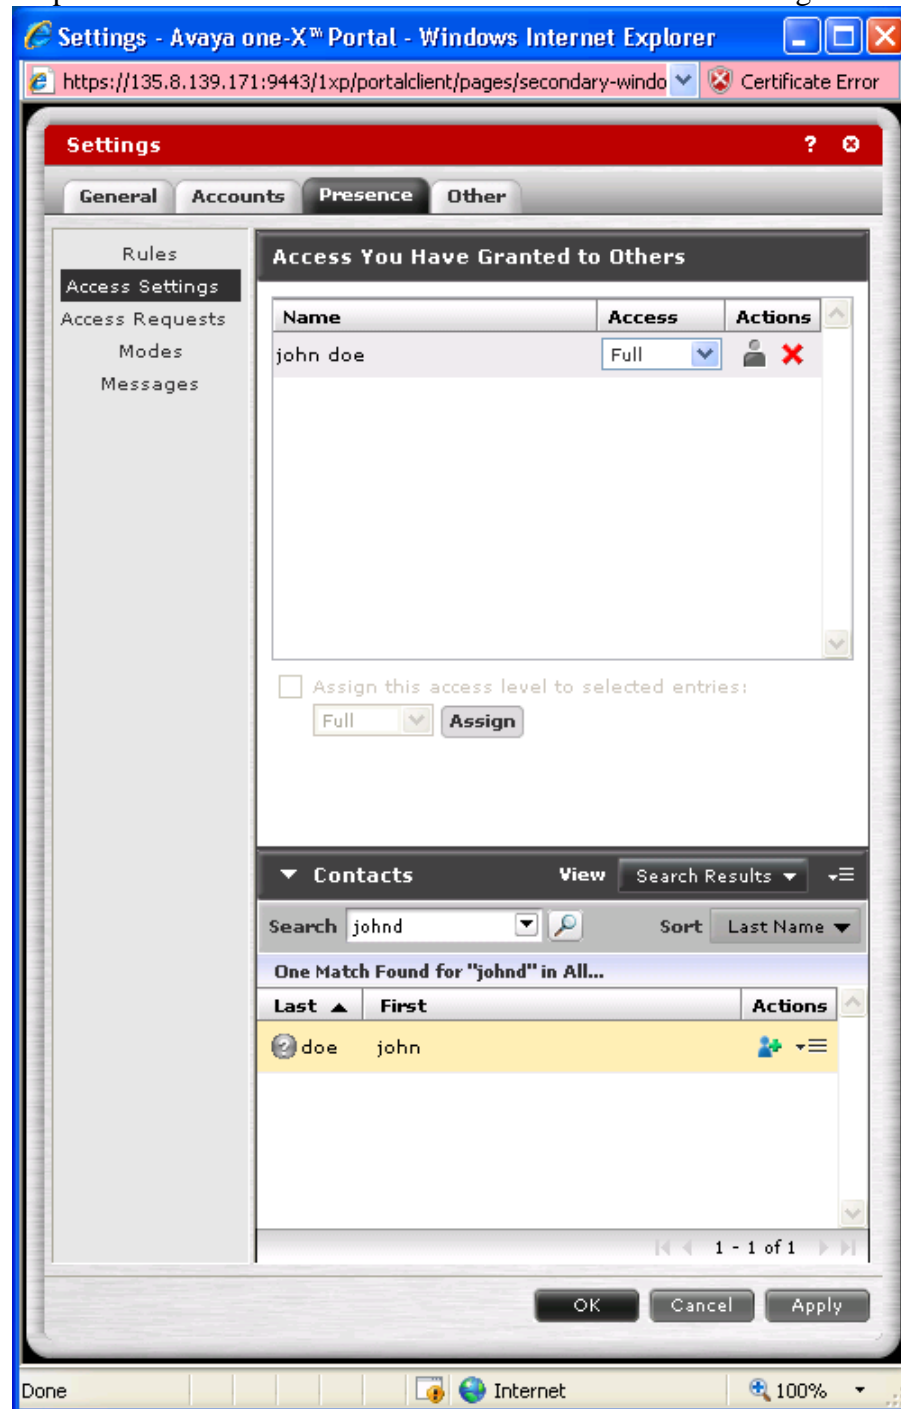 Settings - Avaya one-X™ Portal - Windows Internet Explorer
https://135.8.139.171:9443/1xp/portalclient/pages/secondary-windo Certificate Error
Settings ?
General Accounts Presence Other
Rules
Access Settings
Access Requests
Modes
Messages
Access You Have Granted to Others
Name Access Actions
john doe Full
Assign this access level to selected entries:
Full Assign
Contacts View Search Results
Search johnd Sort Last Name
One Match Found for "johnd" in All...
Last First Actions
doe john
1 - 1 of 1
OK Cancel Apply
Done Internet 100%